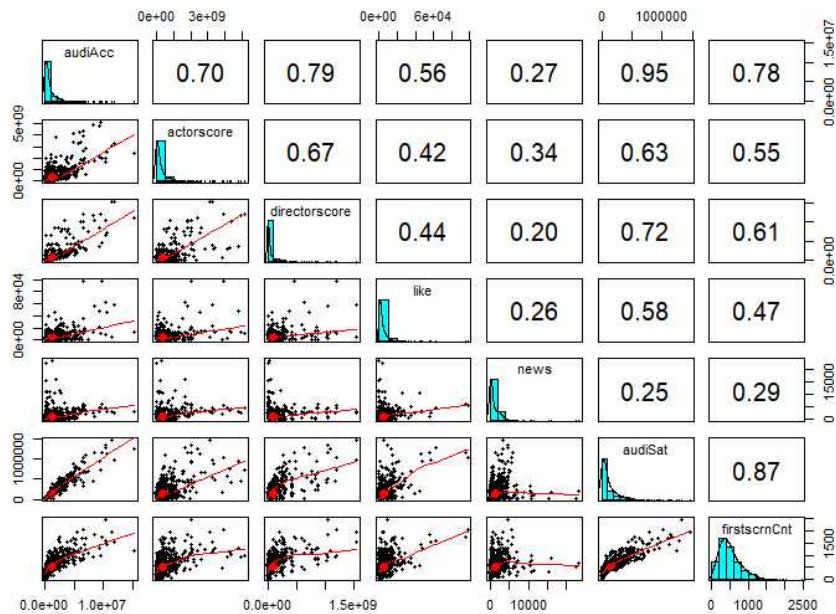 0e+00 3e+09
0e+00 6e+04
0 1000000
audiAcc
0.70
0.79
0.56
0.27
0.95
0.78
0.0e+00 1.5e+07
0e+00 5e+09
actorscore
0.67
0.42
0.34
0.63
0.55
directorscore
0.44
0.20
0.72
0.61
0.0e+00
0e+00 8e+04
like
0.26
0.58
0.47
news
0.25
0.29
0 15000
0 1000000
audiSat
0.87
firstscrnCnt
0 1500
0.0e+00 1.0e+07
0.0e+00 1.5e+09
0 10000
0 1000 2500